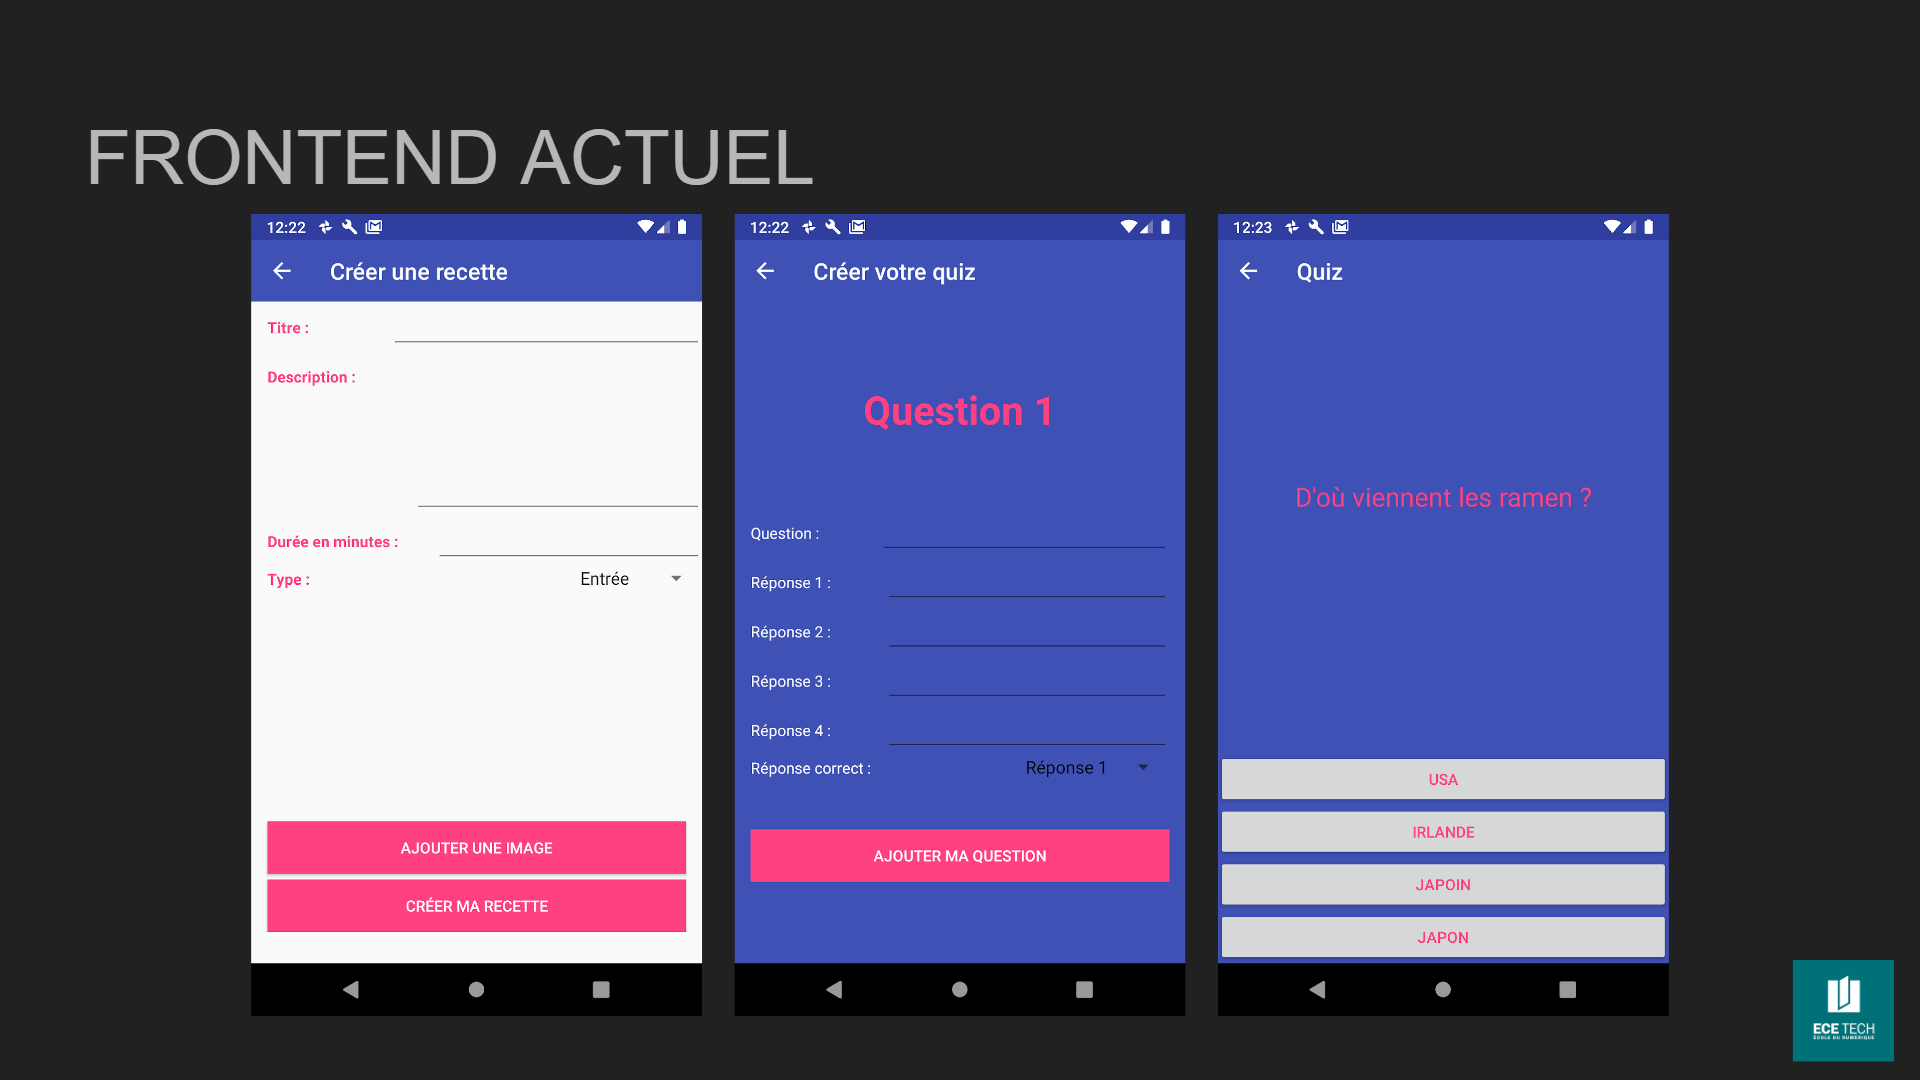 FRONTEND ACTUEL
12:22
Créer une recette
Titre :
Description :
Durée en minutes :
Type :
Entrée
AJOUTER UNE IMAGE
CRÉER MA RECETTE
12:22
Créer votre quiz
Question 1
Question :
Réponse 1 :
Réponse 2 :
Réponse 3 :
Réponse 4 :
Réponse correct :
Réponse 1
AJOUTER MA QUESTION
12:23
Quiz
D'où viennent les ramen ?
USA
IRLANDE
JAPOIN
JAPON
ECE TECH
ÉCOLE DU NUMÉRIQUE